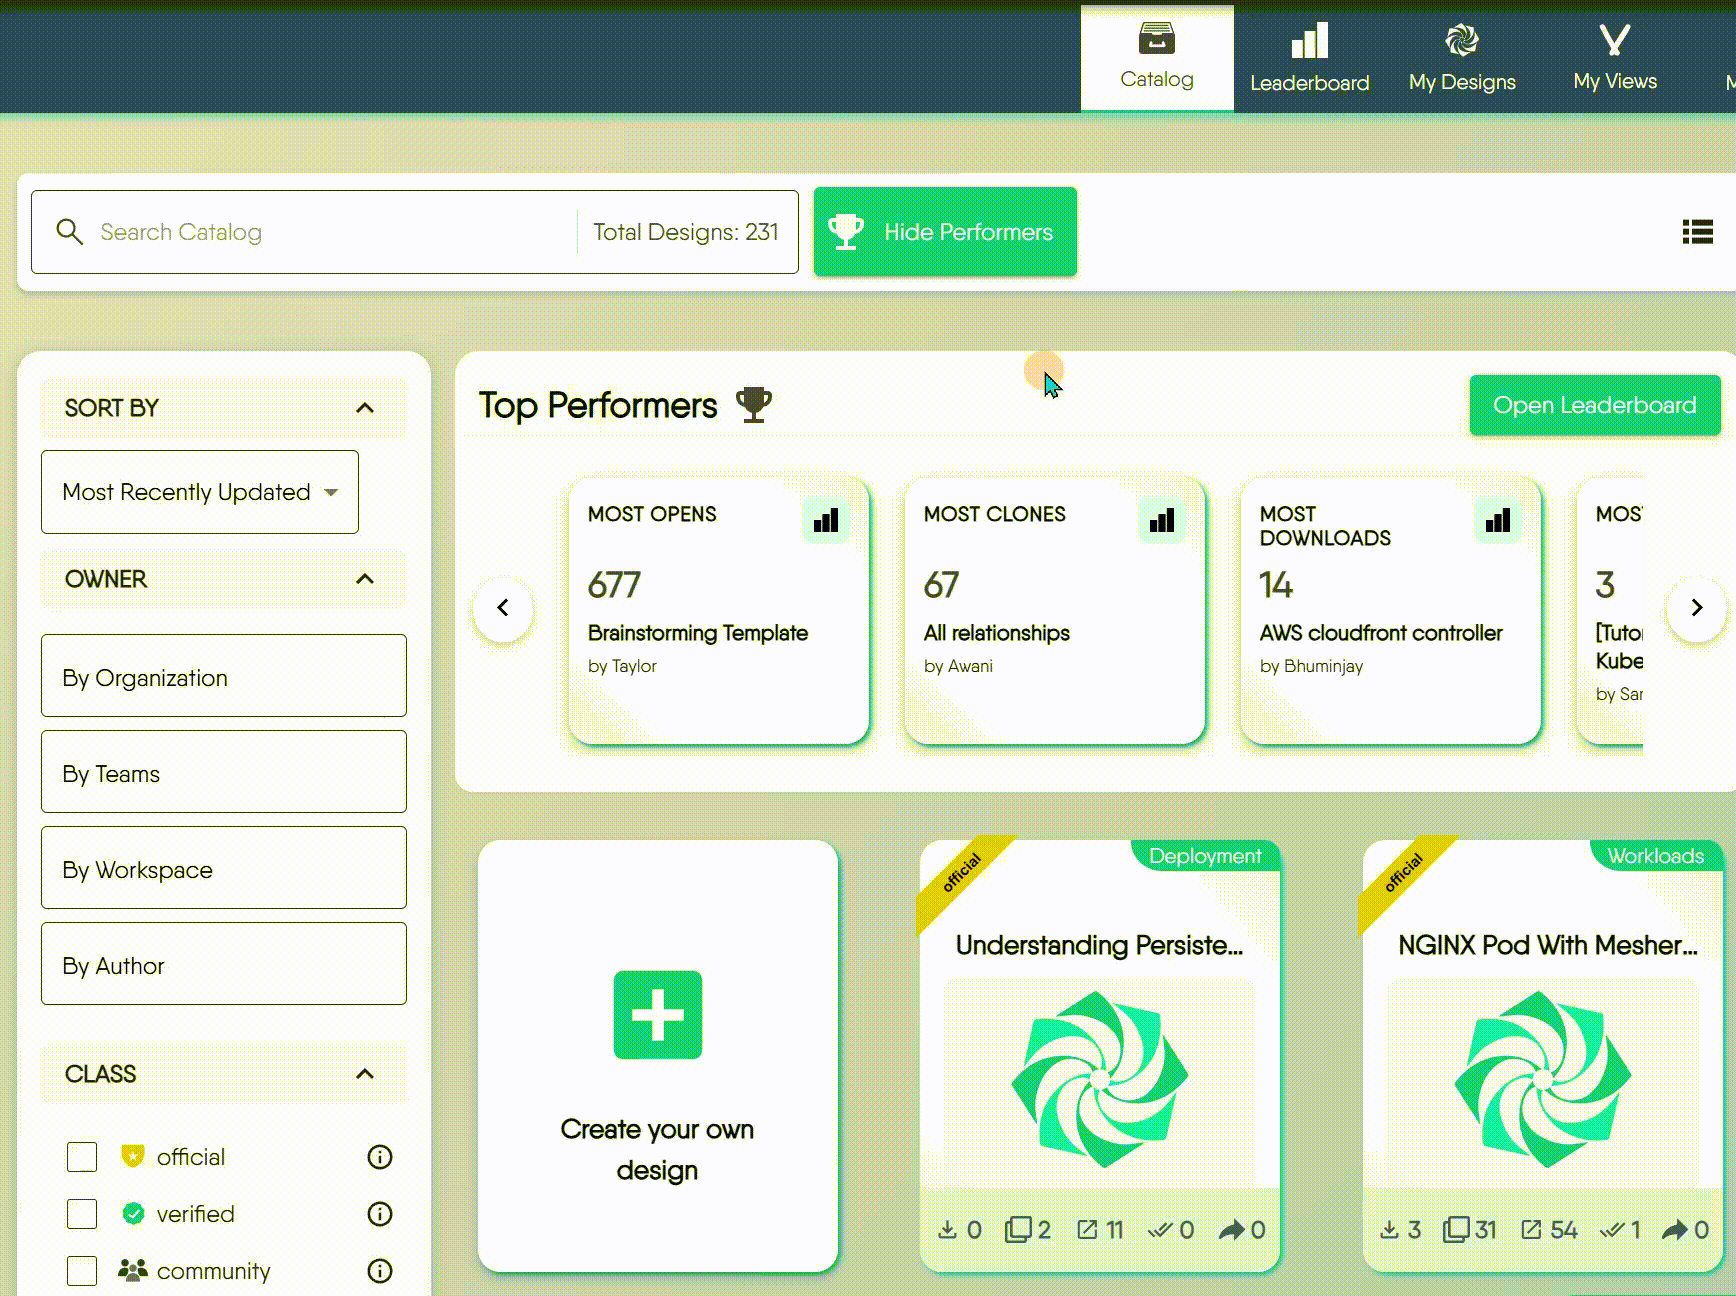 Catalog
Leaderboard
My Designs
My Views
Search Catalog
Total Designs: 231
Hide Performers
SORT BY
Most Recently Updated
OWNER
By Organization
By Teams
By Workspace
By Author
CLASS
official
verified
community
Top Performers
Open Leaderboard
MOST OPENS
677
Brainstorming Template
by Taylor
MOST CLONES
67
All relationships
by Awani
MOST
DOWNLOADS
14
AWS cloudfront controller
by Bhuminjay
MOS
3
[Tutor
Kube
by Sar
Create your own
design
official
Deployment
Understanding Persiste...
0 2 11 0 0
official
Workloads
NGINX Pod With Mesher...
3 31 54 1 0